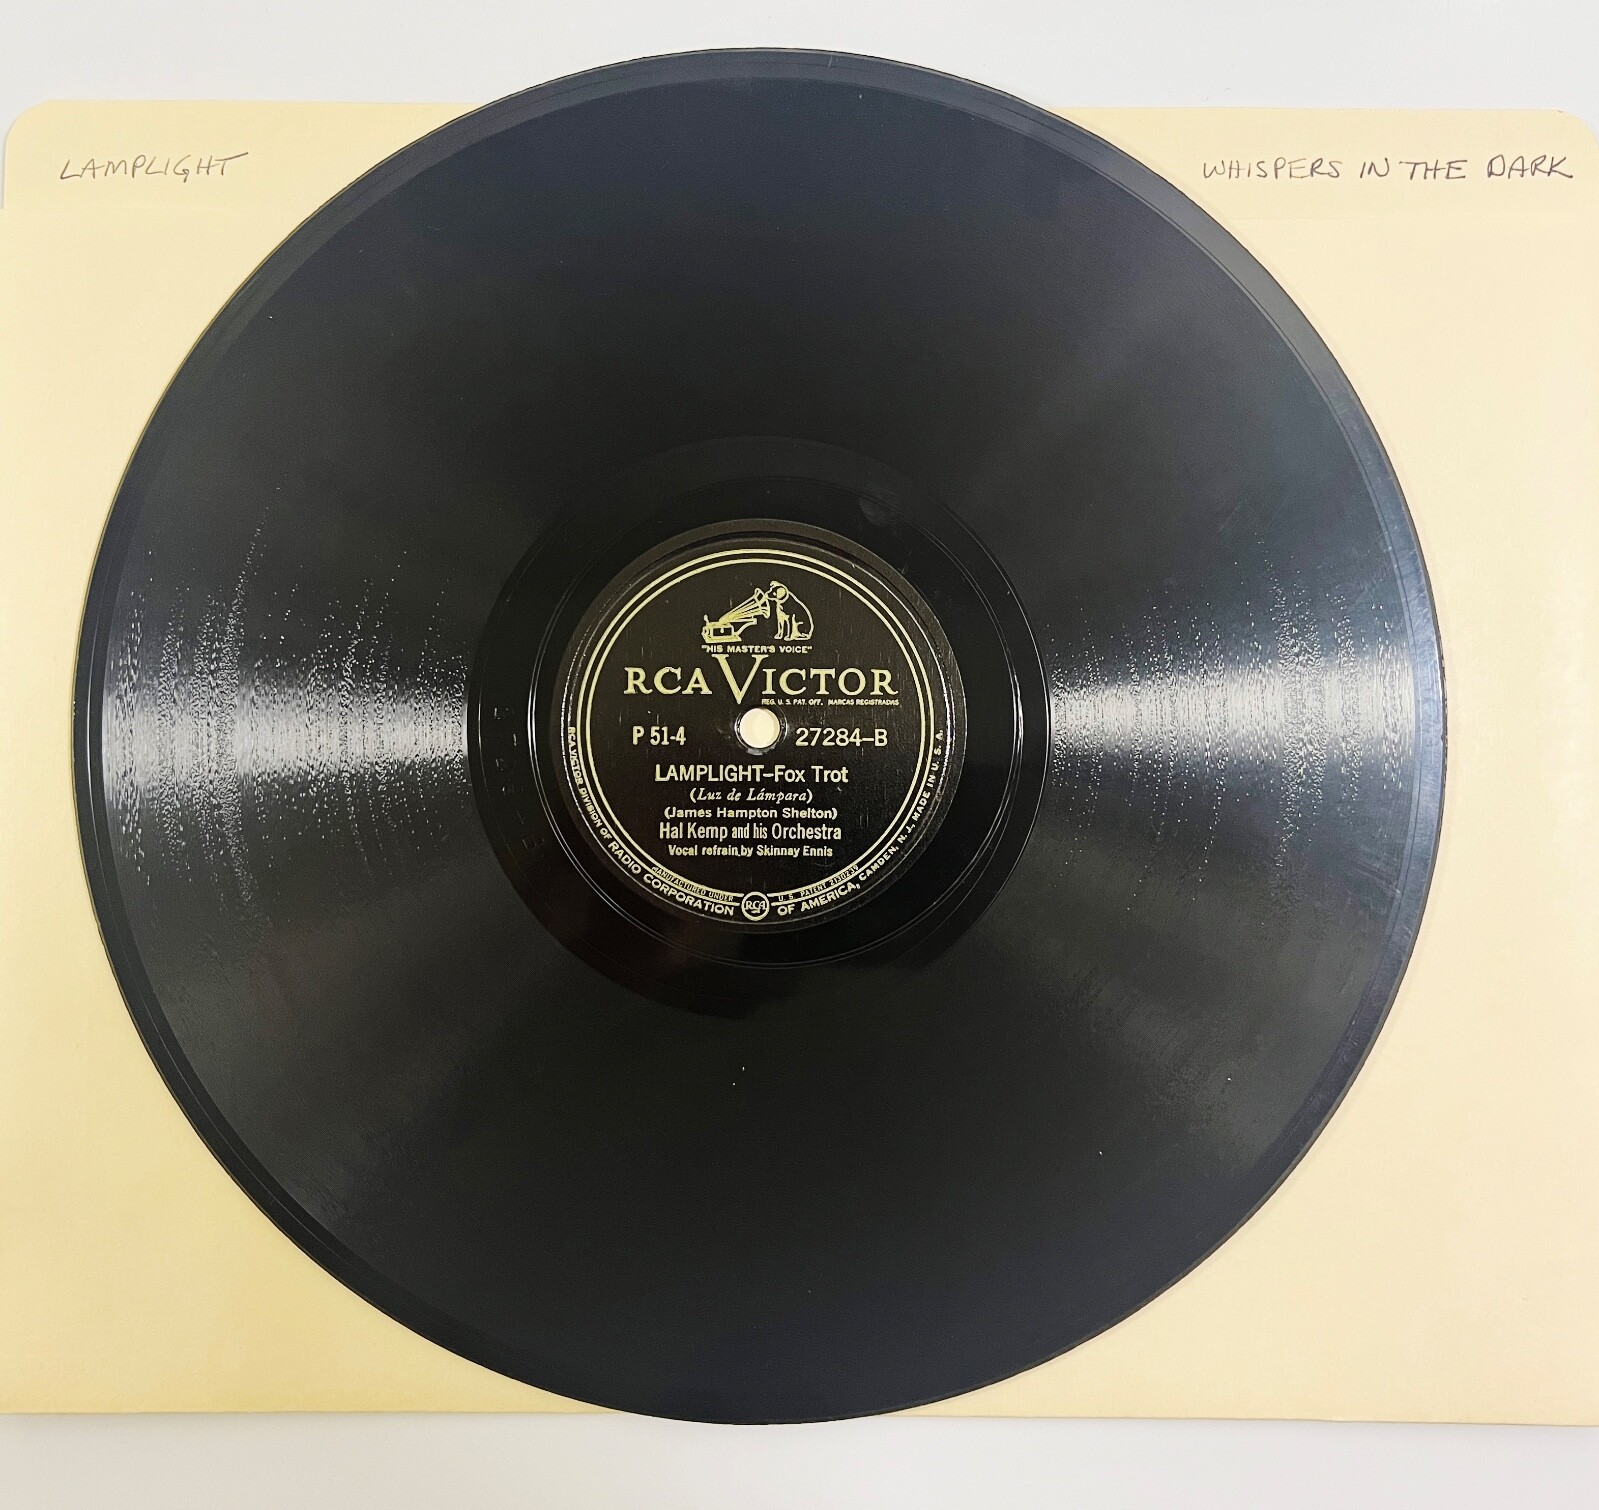 LAMPLIGHT
WHISPERS IN THE DARK
"HIS MASTER'S VOICE"
RCA VICTOR
REG. U.S. PAT. OFF. MARCAS REGISTRADAS
P 51-4
27284-B
LAMPLIGHT-Fox Trot
(Luz de Lámpara)
(James Hampton Shelton)
Hal Kemp and his Orchestra
Vocal refrain by Skinnay Ennis
MANUFACTURED UNDER
U.S. PATENT
RCA VICTOR DIVISION OF RADIO CORPORATION RCA OF AMERICA, CAMDEN, N. J., MADE IN U. S. A.